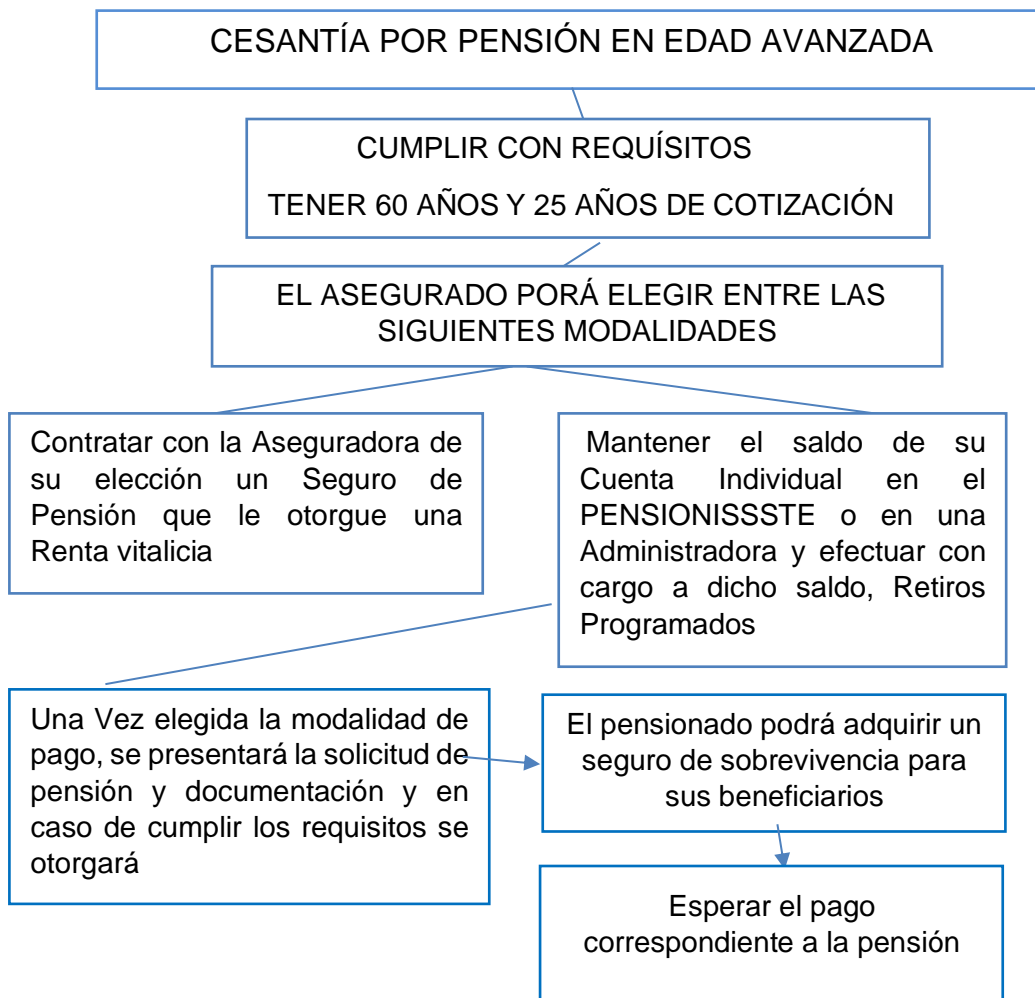 CESANTÍA POR PENSIÓN EN EDAD AVANZADA
CUMPLIR CON REQUÍSITOS
TENER 60 AÑOS Y 25 AÑOS DE COTIZACIÓN
EL ASEGURADO PORÁ ELEGIR ENTRE LAS
SIGUIENTES MODALIDADES
Contratar con la Aseguradora de
su elección un Seguro de
Pensión que le otorgue una
Renta vitalicia
Mantener el saldo de su
Cuenta Individual en el
PENSIONISSSTE o en una
Administradora y efectuar con
cargo a dicho saldo, Retiros
Programados
Una Vez elegida la modalidad de
pago, se presentará la solicitud de
pensión y documentación y en
caso de cumplir los requisitos se
otorgará
El pensionado podrá adquirir un
seguro de sobrevivencia para
sus beneficiarios
Esperar el pago
correspondiente a la pensión